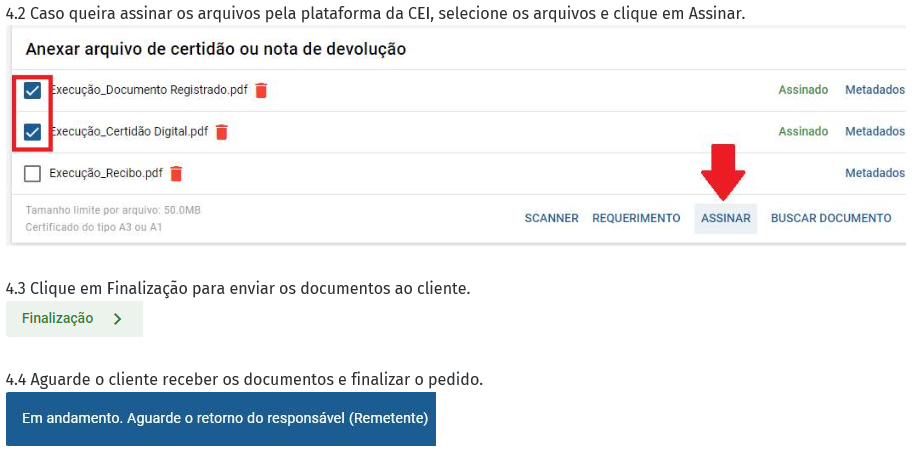 4.2 Caso queira assinar os arquivos pela plataforma da CEI, selecione os arquivos e clique em Assinar.
Anexar arquivo de certidão ou nota de devolução
Execução_Documento Registrado.pdf Assinado Metadados
Execução_Certidão Digital.pdf Assinado Metadados
Execução_Recibo.pdf Metadados
Tamanho limite por arquivo: 50.0MB
Certificado do tipo A3 ou A1
SCANNER REQUERIMENTO ASSINAR BUSCAR DOCUMENTO
4.3 Clique em Finalização para enviar os documentos ao cliente.
Finalização
4.4 Aguarde o cliente receber os documentos e finalizar o pedido.
Em andamento. Aguarde o retorno do responsável (Remetente)